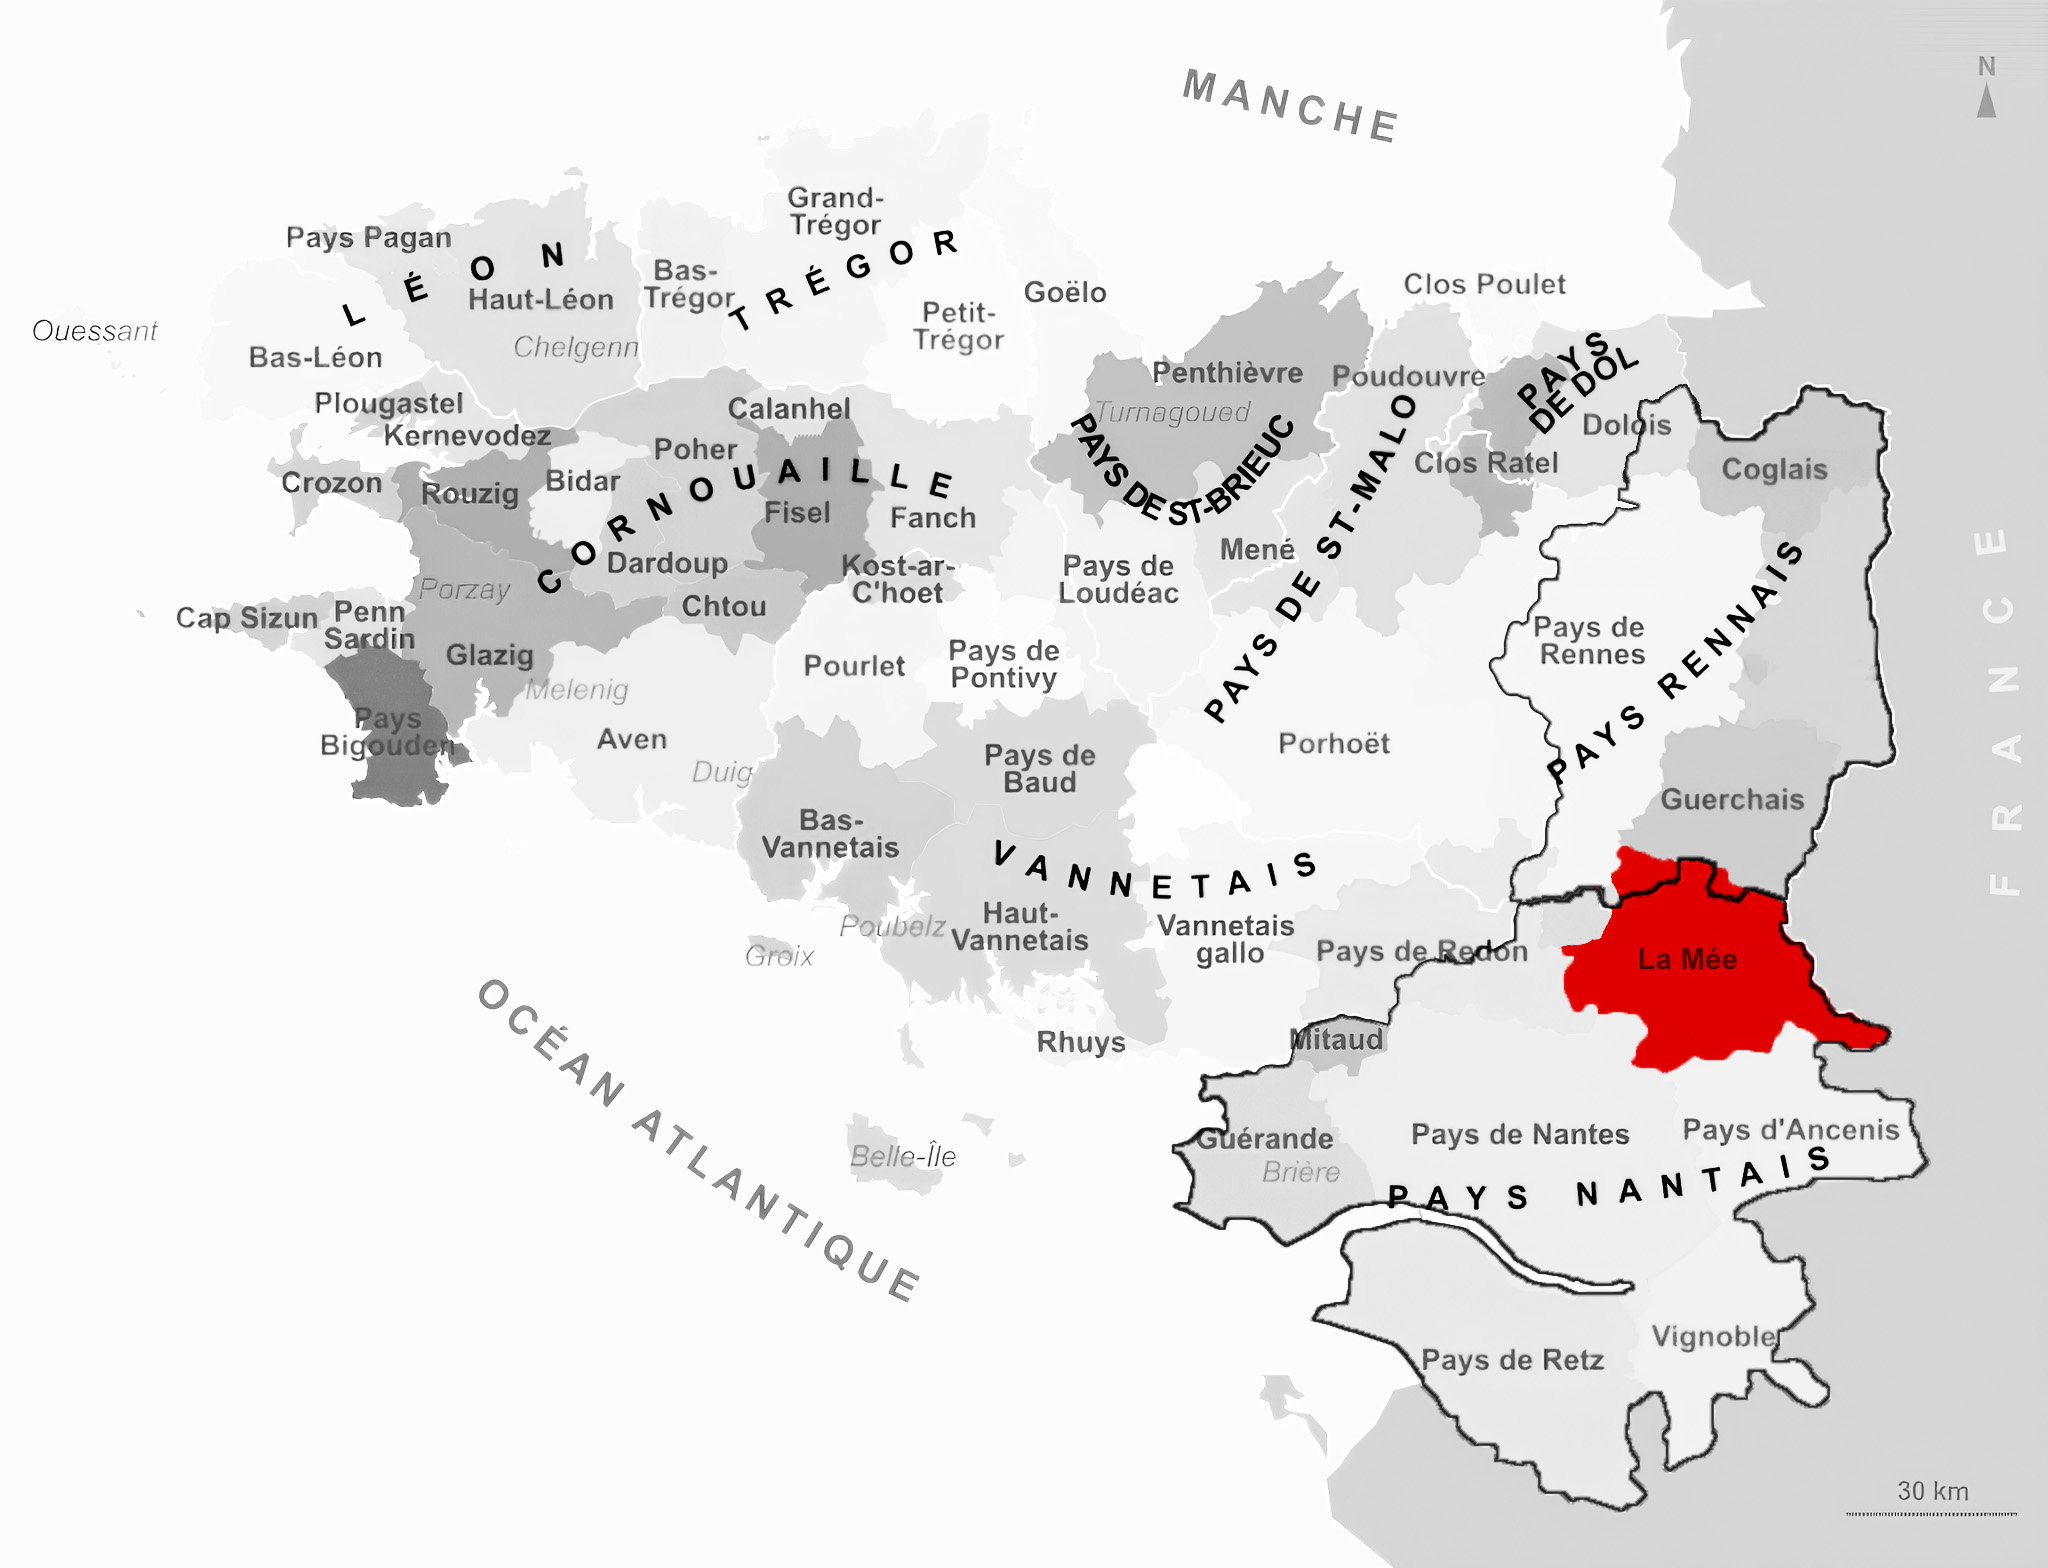 MANCHE
N
Grand-
Trégor
Pays Pagan
LÉON
TRÉGOR
Haut-Léon
Bas-
Trégor
Goëlo
Clos Poulet
Petit-
Trégor
Ouessant
Chelgenn
Bas-Léon
PAYS
DE DOL
Penthièvre
Poudouvre
Turnagoued
Plougastel
Calanhel
Kernevodez
Dolois
Poher
PAYS DE ST-BRIEUC
PAYS DE ST-MALO
Clos Ratel
Coglais
Crozon
Rouzig
Bidar
CORNOUAILLE
Fisel
Fanch
FRANCE
Mené
Dardoup
Kost-ar-
C'hoet
Pays de
Loudéac
Porzay
Chtou
Cap Sizun
Penn
Sardin
Pays de
Rennes
PAYS RENNAIS
Glazig
Pourlet
Pays de
Pontivy
Melenig
Pays
Bigouden
Aven
Porhoët
Duig
Pays de
Baud
Guerchais
Bas-
Vannetais
VANNETAIS
Poubelz
Haut-
Vannetais
Vannetais
gallo
Pays de Redon
La Mée
Groix
OCÉAN ATLANTIQUE
Rhuys
Mitaud
Guérande
Pays de Nantes
Pays d'Ancenis
Belle-Île
Brière
PAYS NANTAIS
Vignoble
Pays de Retz
30 km